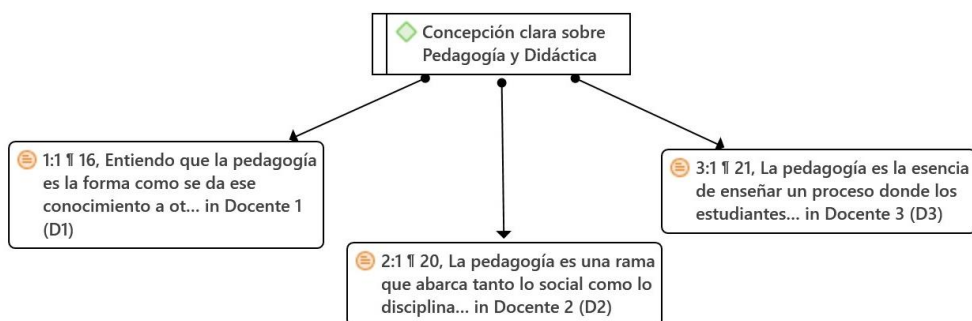 Concepción clara sobre
Pedagogía y Didáctica
1:1 ¶ 16, Entiendo que la pedagogía
es la forma como se da ese
conocimiento a ot... in Docente 1
(D1)
2:1 ¶ 20, La pedagogía es una rama
que abarca tanto lo social como lo
disciplina... in Docente 2 (D2)
3:1 ¶ 21, La pedagogía es la esencia
de enseñar un proceso donde los
estudiantes... in Docente 3 (D3)